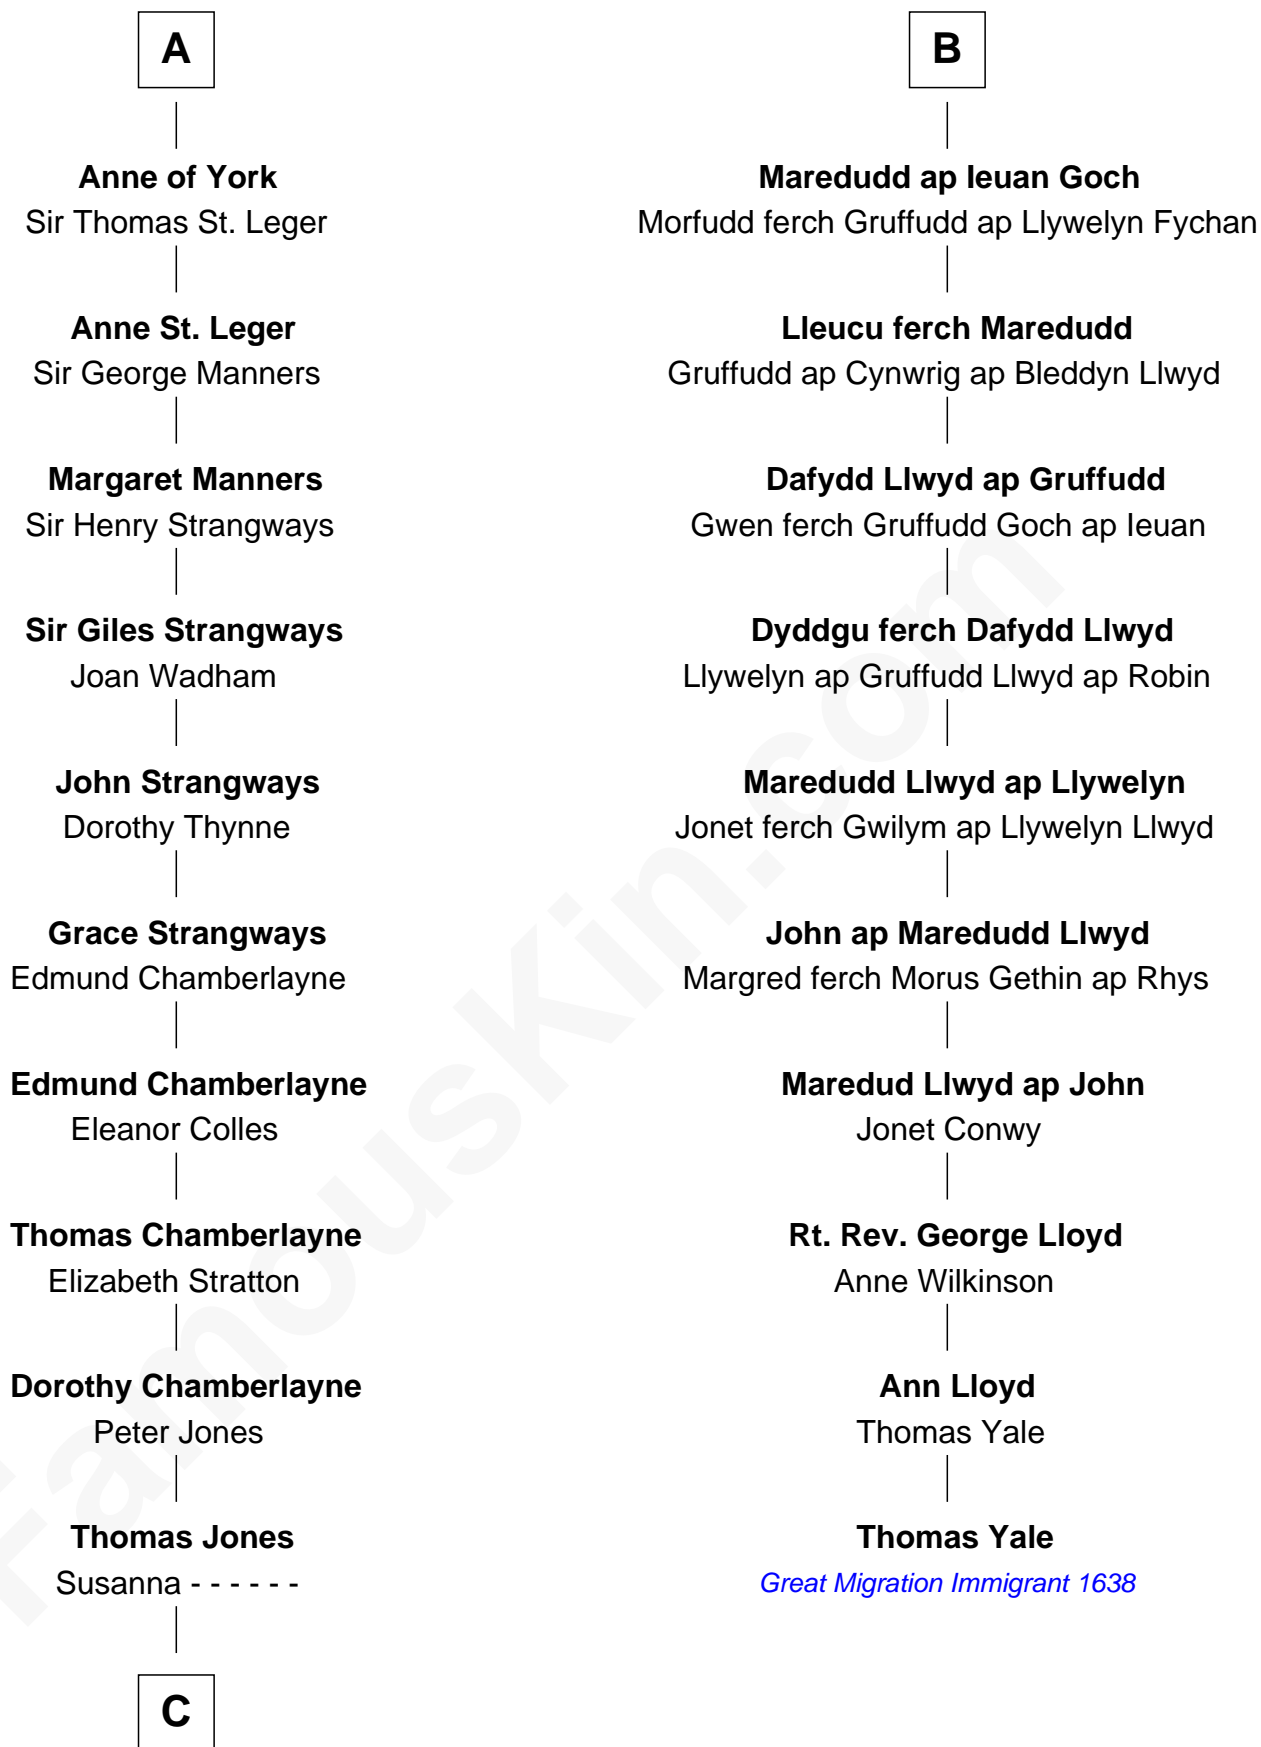 A
Anne of York
Sir Thomas St. Leger
Anne St. Leger
Sir George Manners
Margaret Manners
Sir Henry Strangways
Sir Giles Strangways
Joan Wadham
John Strangways
Dorothy Thynne
Grace Strangways
Edmund Chamberlayne
Edmund Chamberlayne
Eleanor Colles
Thomas Chamberlayne
Elizabeth Stratton
Dorothy Chamberlayne
Peter Jones
Thomas Jones
Susanna - - - - - -
C
B
Maredudd ap Ieuan Goch
Morfudd ferch Gruffudd ap Llywelyn Fychan
Lleucu ferch Maredudd
Gruffudd ap Cynwrig ap Bleddyn Llwyd
Dafydd Llwyd ap Gruffudd
Gwen ferch Gruffudd Goch ap Ieuan
Dyddgu ferch Dafydd Llwyd
Llywelyn ap Gruffudd Llwyd ap Robin
Maredudd Llwyd ap Llywelyn
Jonet ferch Gwilym ap Llywelyn Llwyd
John ap Maredudd Llwyd
Margred ferch Morus Gethin ap Rhys
Maredud Llwyd ap John
Jonet Conwy
Rt. Rev. George Lloyd
Anne Wilkinson
Ann Lloyd
Thomas Yale
Thomas Yale
Great Migration Immigrant 1638
FamousKin.com